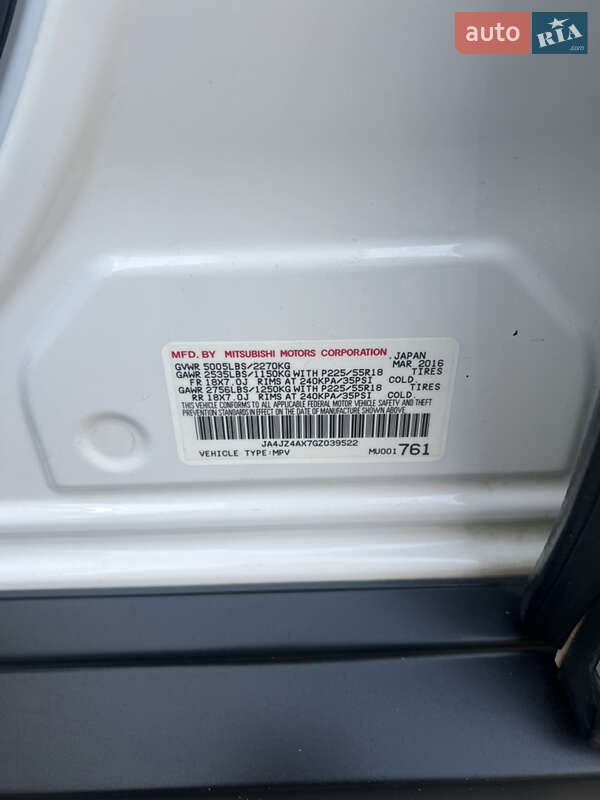 auto RIA .com
MFD. BY MITSUBISHI MOTORS CORPORATION, JAPAN
GVWR 5005LBS/2270KG MAR 2016
GAWR 2535LBS/1150KG WITH P225/55R18 TIRES
FR 18X7.0J RIMS AT 240KPA/35PSI COLD.
GAWR 2756LBS/1250KG WITH P225/55R18 TIRES
RR 18X7.0J RIMS AT 240KPA/35PSI COLD.
THIS VEHICLE CONFORMS TO ALL APPLICABLE FEDERAL MOTOR VEHICLE SAFETY AND THEFT
PREVENTION STANDARDS IN EFFECT ON THE DATE OF MANUFACTURE SHOWN ABOVE.
JA4JZ4AX7GZ039522
VEHICLE TYPE:MPV MU001761